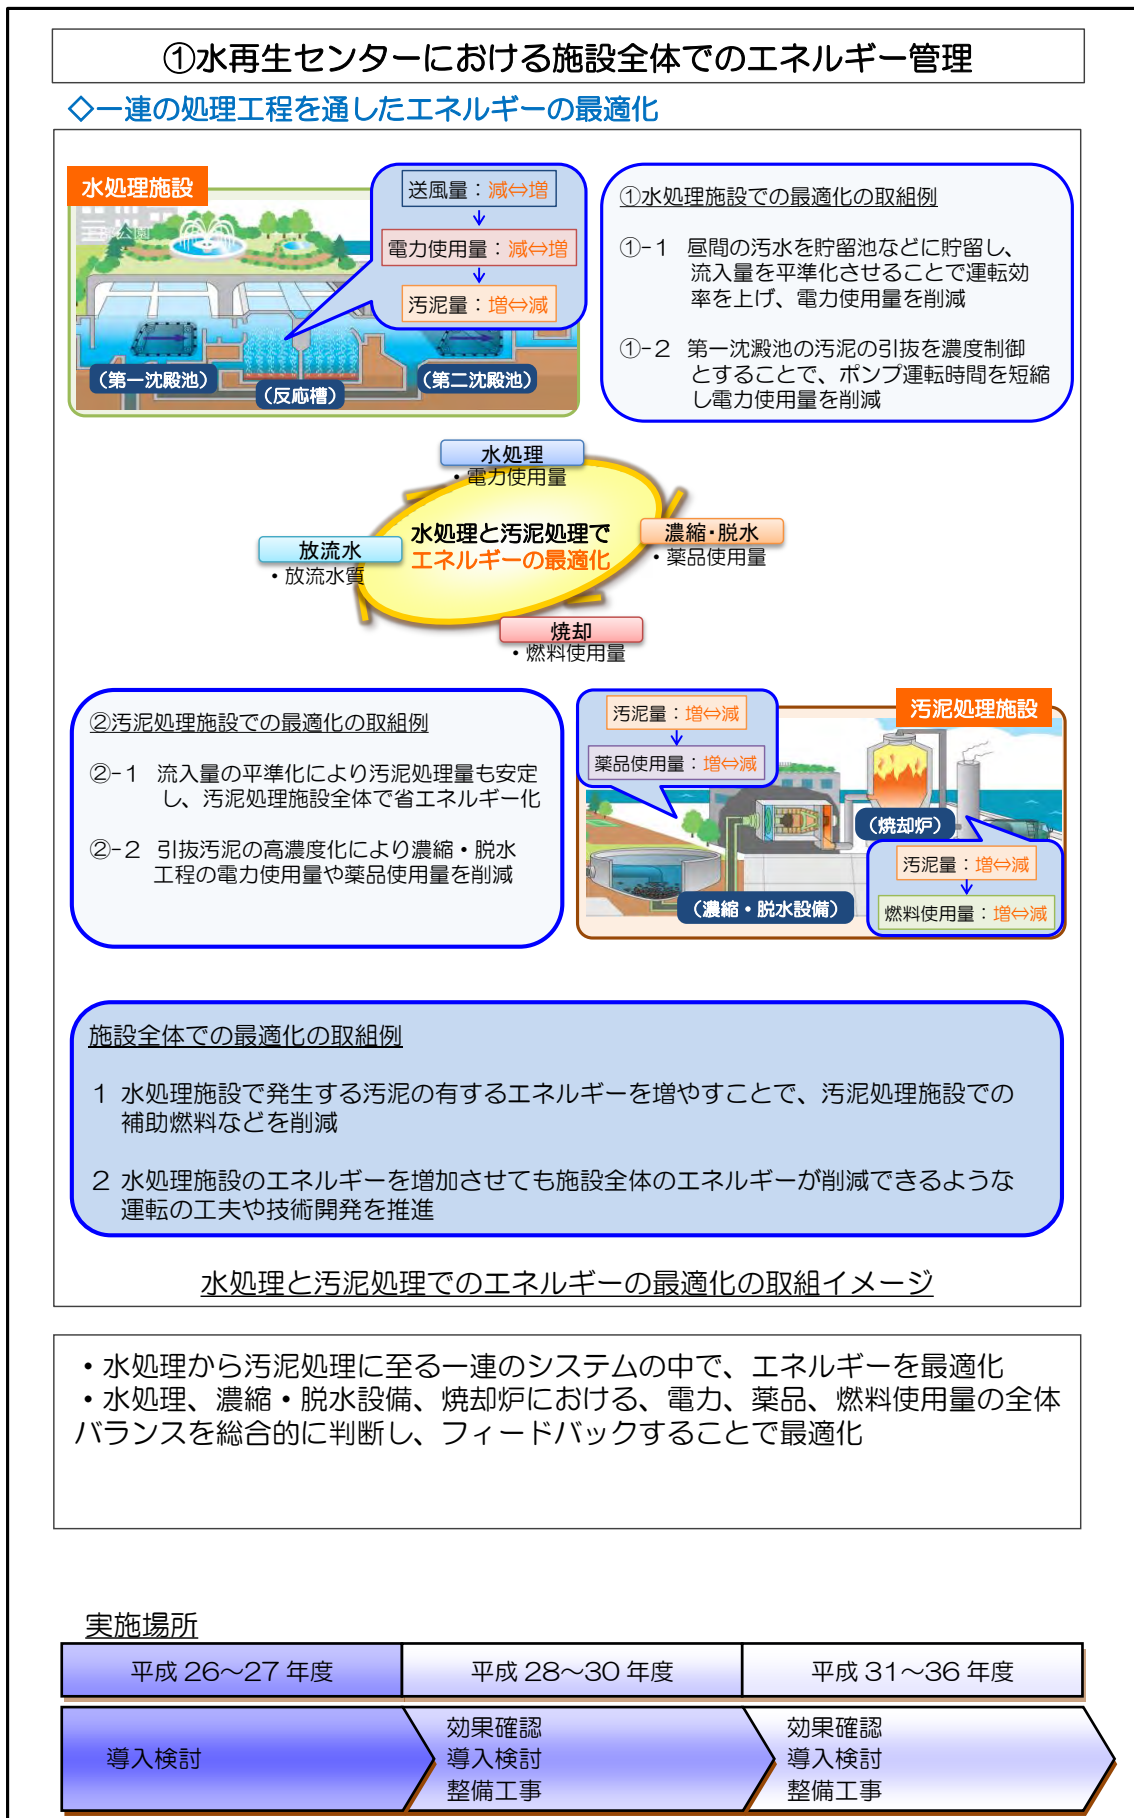 ①水再生センターにおける施設全体でのエネルギー管理
◇一連の処理工程を通したエネルギーの最適化
水処理施設
送風量：減⇔増
電力使用量：減⇔増
汚泥量：増⇔減
（第一沈殿池）
（反応槽）
（第二沈殿池）
①水処理施設での最適化の取組例
①-１ 昼間の汚水を貯留池などに貯留し、
流入量を平準化させることで運転効
率を上げ、電力使用量を削減
①-２ 第一沈澱池の汚泥の引抜を濃度制御
とすることで、ポンプ運転時間を短縮
し電力使用量を削減
水処理
・電力使用量
水処理と汚泥処理で
エネルギーの最適化
濃縮・脱水
・薬品使用量
放流水
・放流水質
焼却
・燃料使用量
②汚泥処理施設での最適化の取組例
②-１ 流入量の平準化により汚泥処理量も安定
し、汚泥処理施設全体で省エネルギー化
②-２ 引抜汚泥の高濃度化により濃縮・脱水
工程の電力使用量や薬品使用量を削減
汚泥処理施設
汚泥量：増⇔減
薬品使用量：増⇔減
（焼却炉）
（濃縮・脱水設備）
汚泥量：増⇔減
燃料使用量：増⇔減
施設全体での最適化の取組例
１ 水処理施設で発生する汚泥の有するエネルギーを増やすことで、汚泥処理施設での
補助燃料などを削減
２ 水処理施設のエネルギーを増加させても施設全体のエネルギーが削減できるような
運転の工夫や技術開発を推進
水処理と汚泥処理でのエネルギーの最適化の取組イメージ
・水処理から汚泥処理に至る一連のシステムの中で、エネルギーを最適化
・水処理、濃縮・脱水設備、焼却炉における、電力、薬品、燃料使用量の全体
バランスを総合的に判断し、フィードバックすることで最適化
実施場所
平成 26～27 年度
平成 28～30 年度
平成 31～36 年度
導入検討
効果確認
導入検討
整備工事
効果確認
導入検討
整備工事